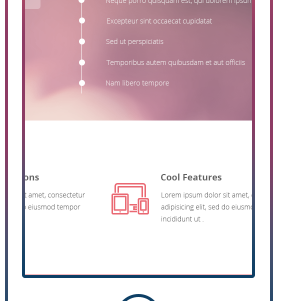 Neque porro quisquam est, qui dolorem ipsum
Excepteur sint occaecat cupidatat
Sed ut perspiciatis
Temporibus autem quibusdam et aut officiis
Nam libero tempore
ons
t amet, consectetur
eiusmod tempor
Cool Features
Lorem ipsum dolor sit amet,
adipisicing elit, sed do eiusm
incididunt ut